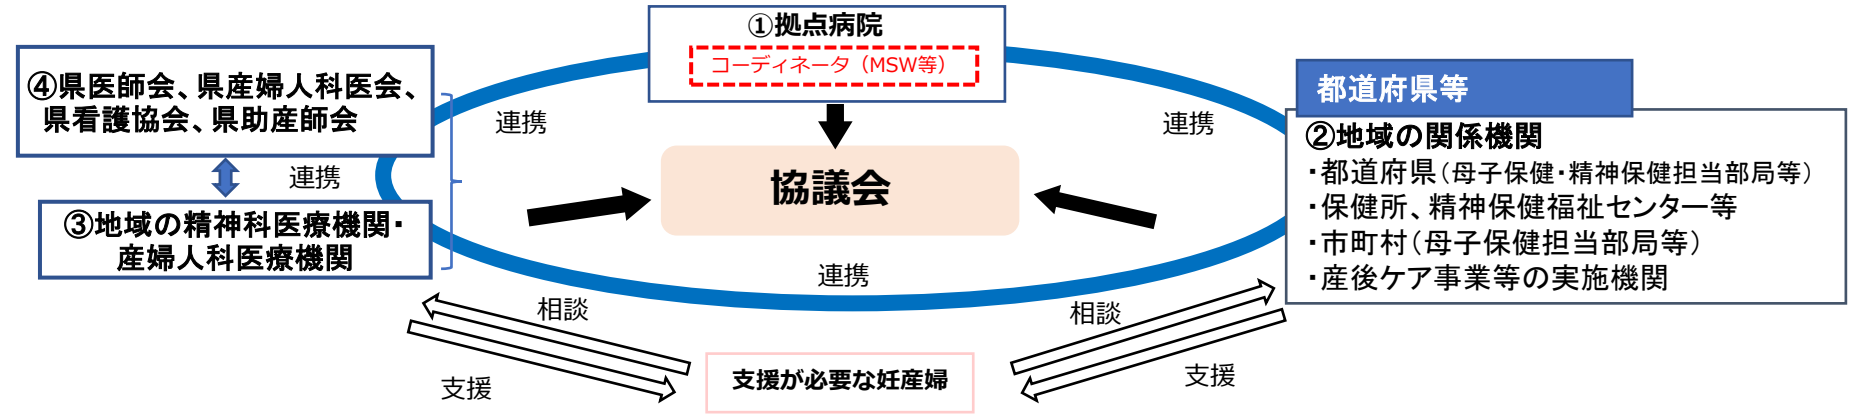 ①拠点病院
コーディネータ（MSW等）
④県医師会、県産婦人科医会、
県看護協会、県助産師会
連携
連携
連携
都道府県等
②地域の関係機関
・都道府県（母子保健・精神保健担当部局等）
・保健所、精神保健福祉センター等
・市町村（母子保健担当部局等）
・産後ケア事業等の実施機関
協議会
③地域の精神科医療機関・
産婦人科医療機関
連携
相談
相談
支援
支援
支援が必要な妊産婦